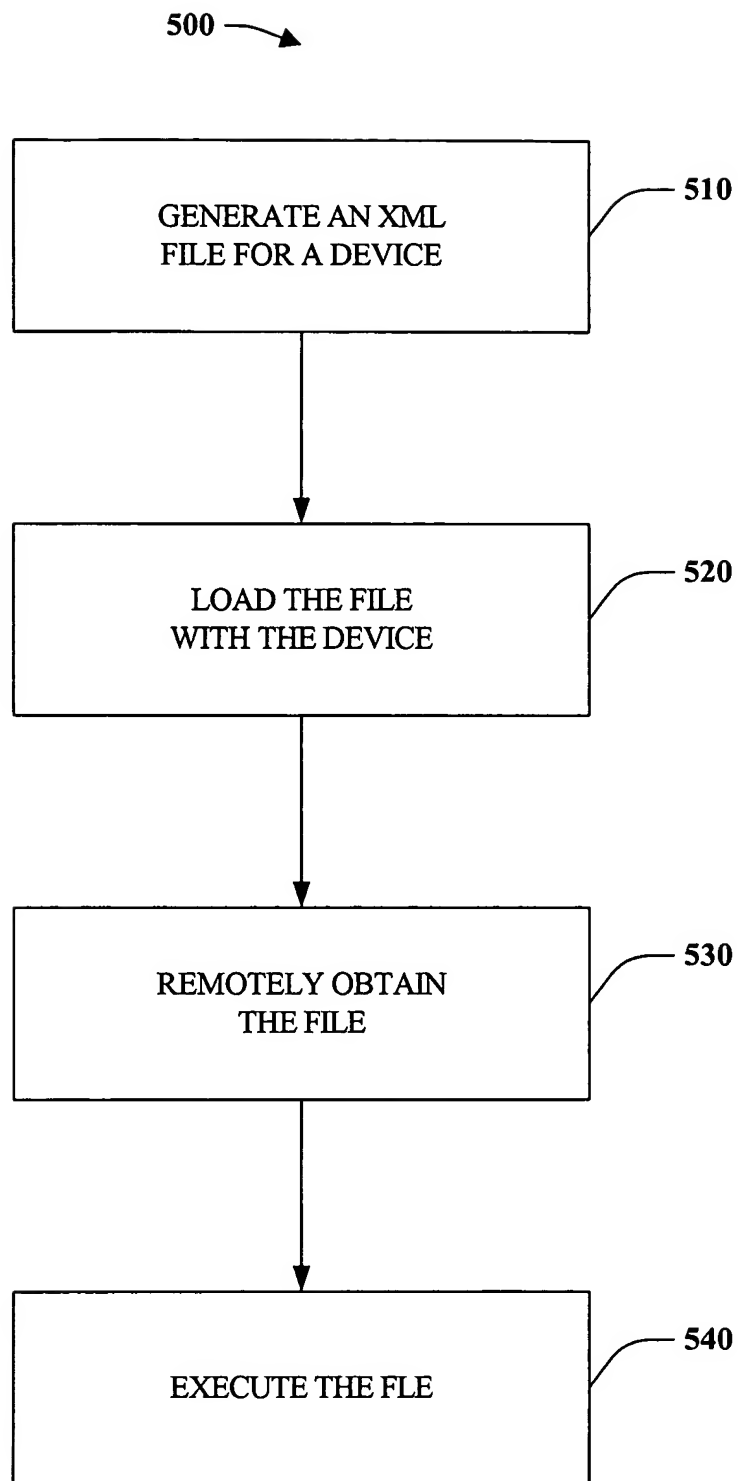 500
GENERATE AN XML
FILE FOR A DEVICE
510
LOAD THE FILE
WITH THE DEVICE
520
REMOTELY OBTAIN
THE FILE
530
EXECUTE THE FLE
540